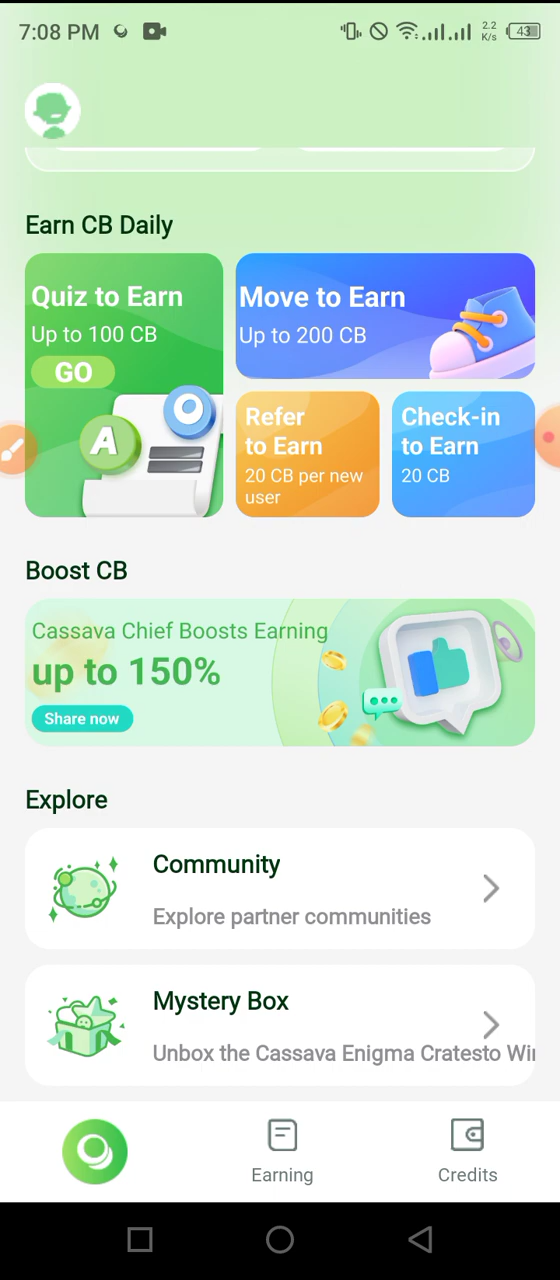 7:08 PM
2.2
K/s
43
Earn CB Daily
Quiz to Earn
Up to 100 CB
GO
A
Move to Earn
Up to 200 CB
Refer
to Earn
20 CB per new
user
Check-in
to Earn
20 CB
Boost CB
Cassava Chief Boosts Earning
up to 150%
Share now
Explore
Community
Explore partner communities
Mystery Box
Unbox the Cassava Enigma Cratesto Wi
Earning
Credits